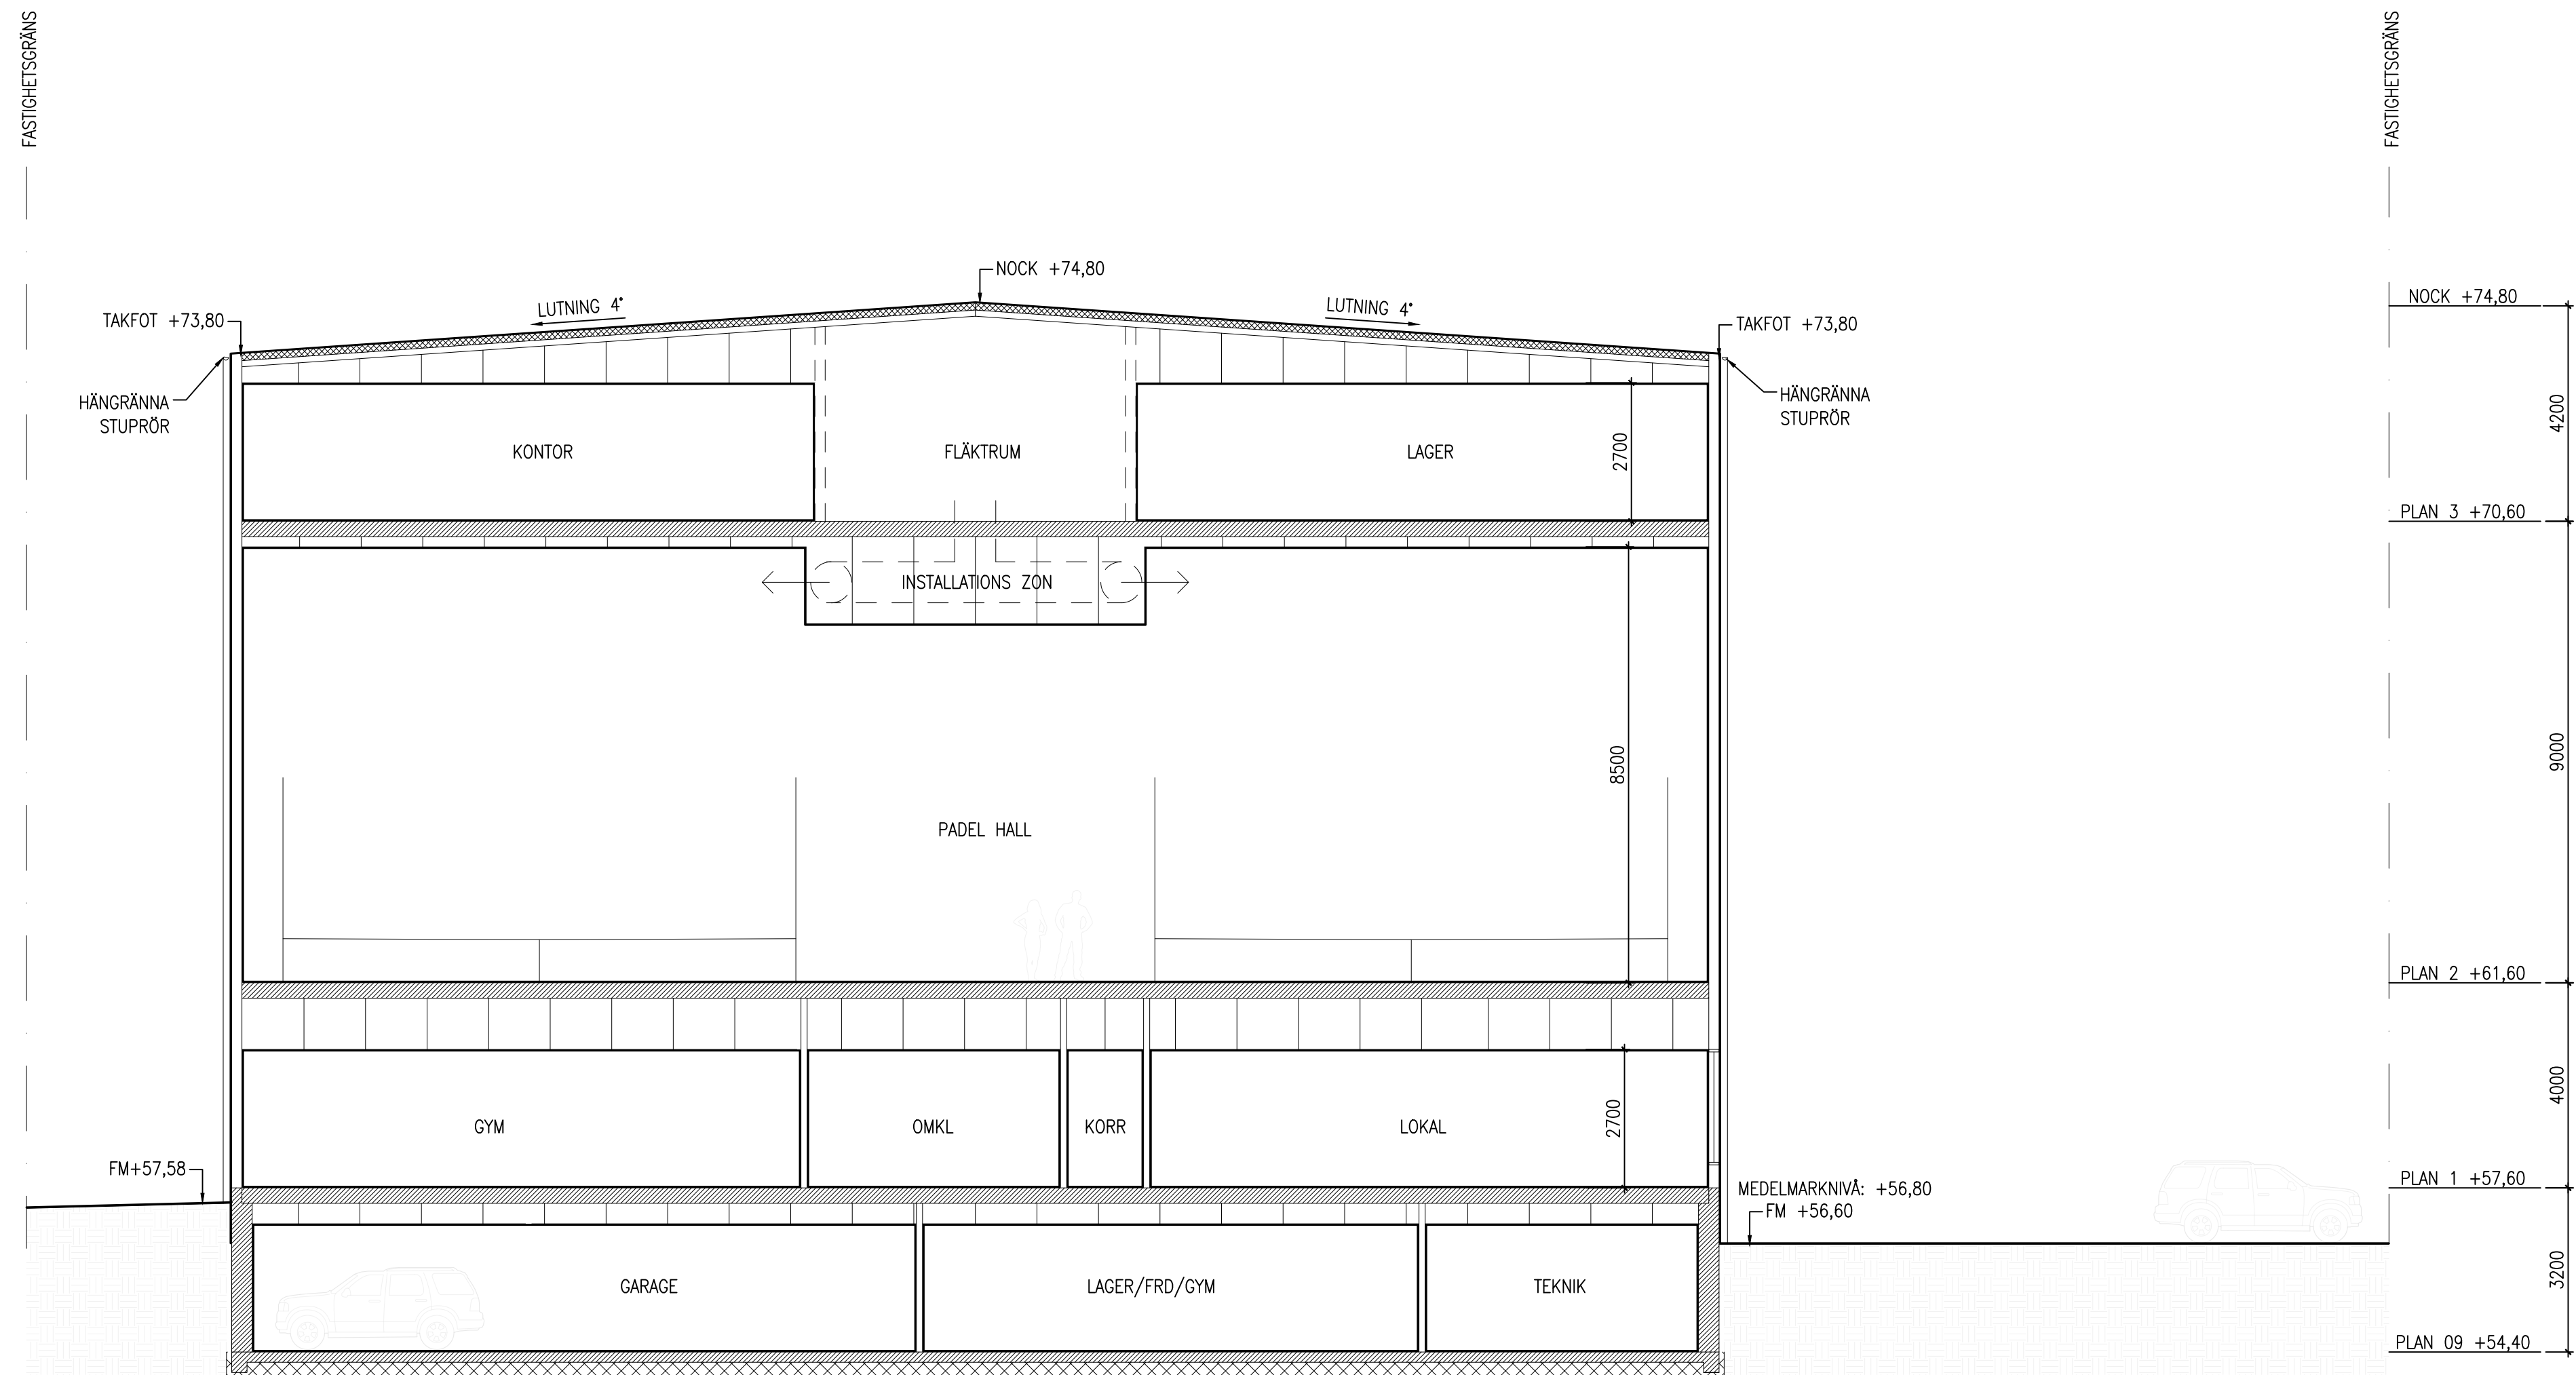 FASTIGHETSGRÄNS
FASTIGHETSGRÄNS
NOCK +74,80
NOCK +74,80
LUTNING 4°
LUTNING 4°
TAKFOT +73,80
TAKFOT +73,80
HÄNGRÄNNA
STUPRÖR
HÄNGRÄNNA
STUPRÖR
4200
KONTOR
FLÄKTRUM
LAGER
2700
PLAN 3 +70,60
INSTALLATIONS ZON
8500
9000
PADEL HALL
PLAN 2 +61,60
4000
2700
GYM
OMKL
KORR
LOKAL
FM+57,58
PLAN 1 +57,60
MEDELMARKNIVÅ: +56,80
FM +56,60
3200
GARAGE
LAGER/FRD/GYM
TEKNIK
PLAN 09 +54,40